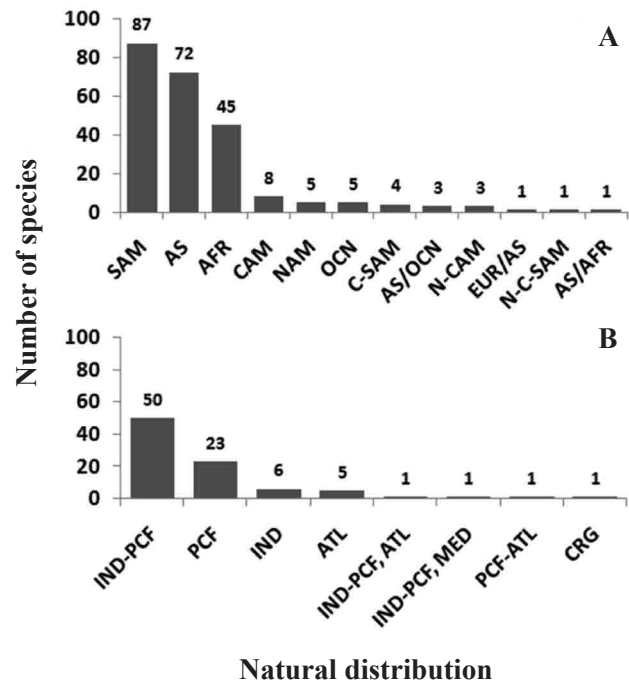 Number of species
A
100
80
60
40
20
0
87
72
45
8
5
5
4
3
3
1
1
1
SAM
AS
AFR
CAM
NAM
OCN
C-SAM
AS/OCN
N-CAM
EUR/AS
N-C-SAM
AS/AFR
B
100
80
60
40
20
0
50
23
6
5
1
1
1
1
IND-PCF
PCF
IND
ATL
IND-PCF, ATL
IND-PCF, MED
PCF-ATL
CRG
Natural distribution